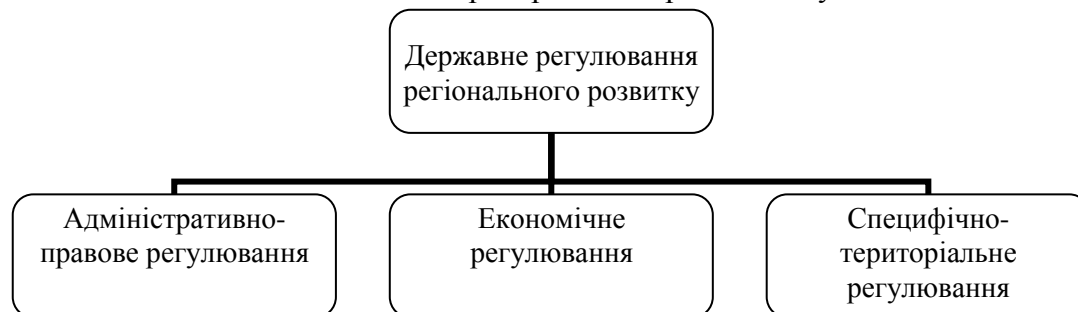 Державне регулювання
регіонального розвитку
Адміністративно-
правове регулювання
Економічне
регулювання
Специфічно-
територіальне
регулювання